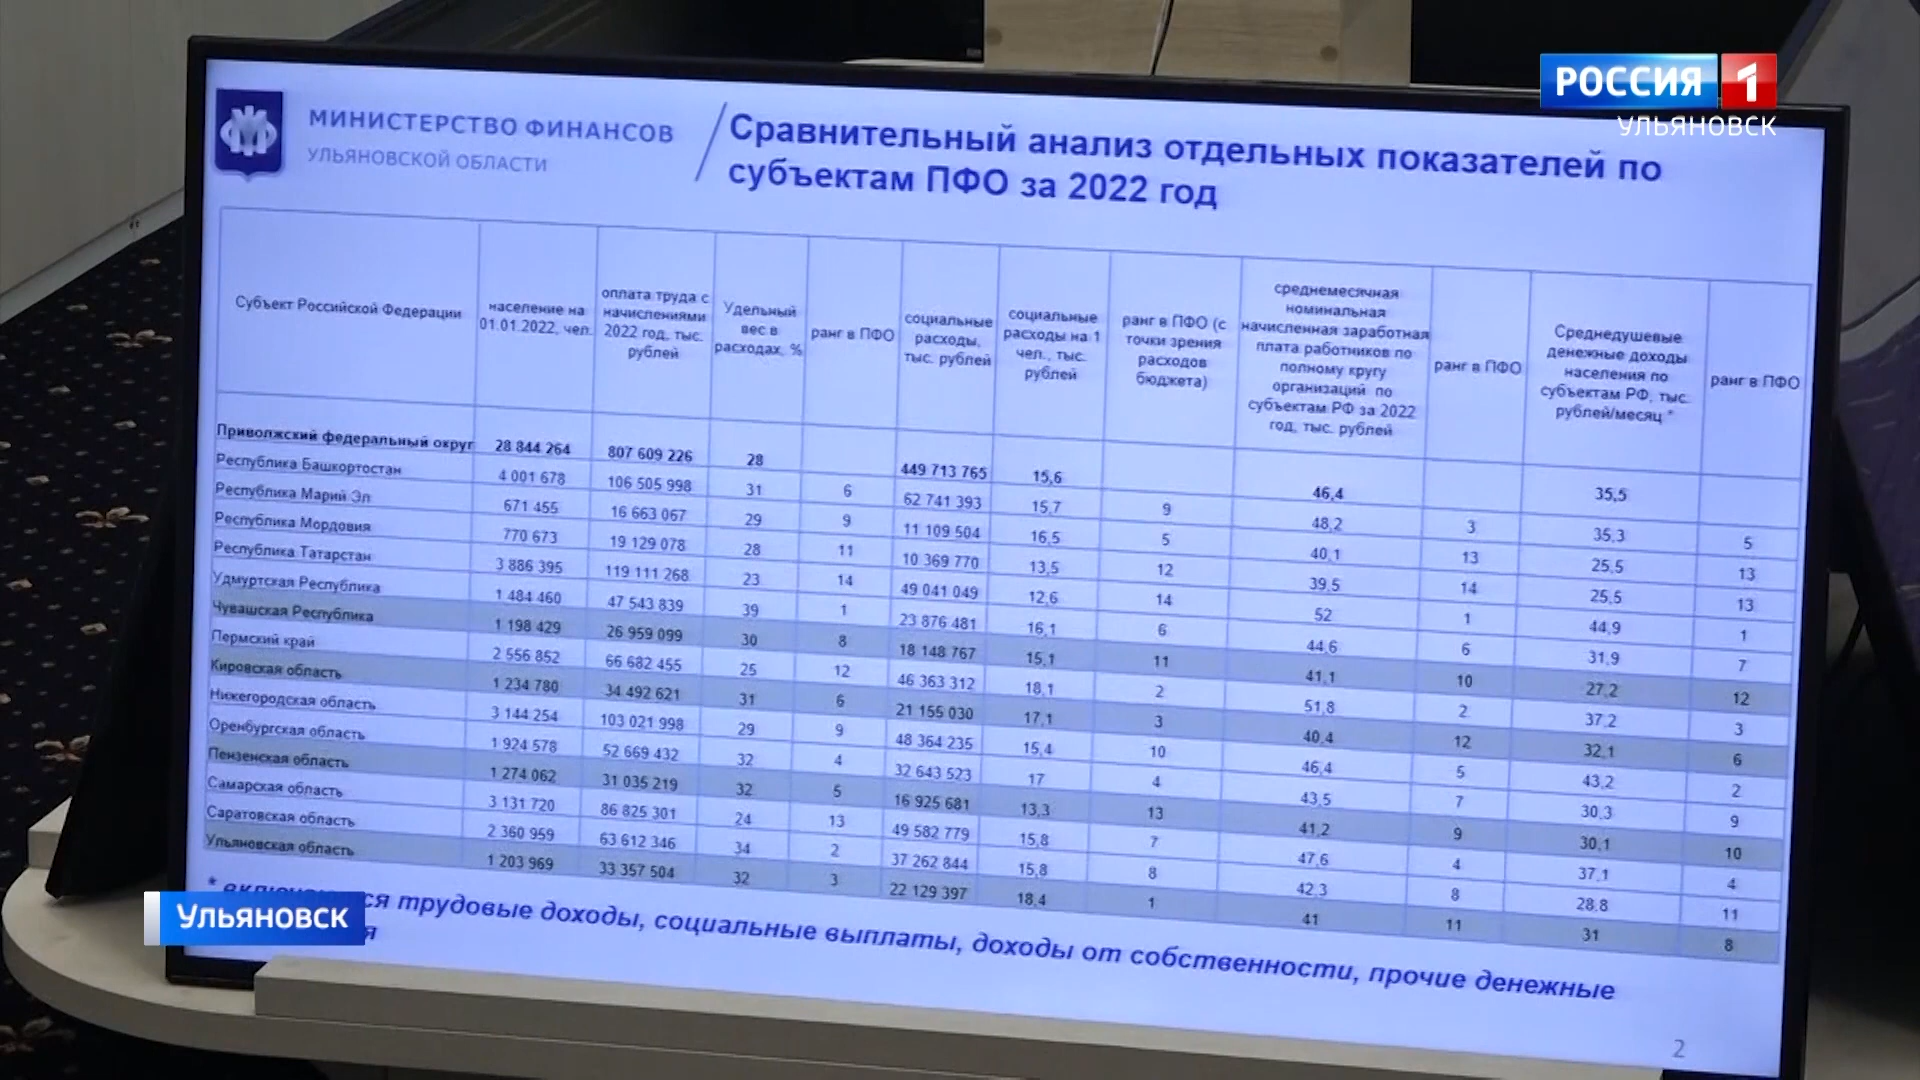 РОССИЯ 1
УЛЬЯНОВСК
МИНИСТЕРСТВО ФИНАНСОВ
УЛЬЯНОВСКОЙ ОБЛАСТИ
Сравнительный анализ отдельных показателей по
субъектам ПФО за 2022 год
Субъект Российской Федерации
население на
01.01.2022, чел.
оплата труда с
начислениями
2022 год, тыс.
рублей
Удельный
вес в
расходах, %
ранг в ПФО
социальные
расходы,
тыс. рублей
социальные
расходы на 1
чел., тыс.
рублей
ранг в ПФО (с
точки зрения
расходов
бюджета)
среднемесячная
номинальная
начисленная заработная
плата работников по
полному кругу
организаций по
субъектам РФ за 2022
год, тыс. рублей
ранг в ПФО
Среднедушевые
денежные доходы
населения по
субъектам РФ, тыс.
рублей/месяц *
ранг в ПФО
Приволжский федеральный округ 28 844 264 807 609 226 28 449 713 765 15,6 46,4 35,5
Республика Башкортостан 4 001 678 106 505 998 31 6 62 741 393 15,7 9 48,2 3 35,3 5
Республика Марий Эл 671 455 16 663 067 29 9 11 109 504 16,5 5 40,1 13 25,5 13
Республика Мордовия 770 673 19 129 078 28 11 10 369 770 13,5 12 39,5 14 25,5 13
Республика Татарстан 3 886 395 119 111 268 23 14 49 041 049 12,6 14 52 1 44,9 1
Удмуртская Республика 1 484 460 47 543 839 39 1 23 876 481 16,1 6 44,6 6 31,9 7
Чувашская Республика 1 198 429 26 959 099 30 8 18 148 767 15,1 11 41,1 10 27,2 12
Пермский край 2 556 852 66 682 455 25 12 46 363 312 18,1 2 51,8 2 37,2 3
Кировская область 1 234 780 34 492 621 31 6 21 155 030 17,1 3 40,4 12 32,1 6
Нижегородская область 3 144 254 103 021 998 29 9 48 364 235 15,4 10 46,4 5 43,2 2
Оренбургская область 1 924 578 52 669 432 32 4 32 643 523 17 4 43,5 7 30,3 9
Пензенская область 1 274 062 31 035 219 32 5 16 925 681 13,3 13 41,2 9 30,1 10
Самарская область 3 131 720 86 825 301 24 13 49 582 779 15,8 7 47,6 4 37,1 4
Саратовская область 2 360 959 63 612 346 34 2 37 262 844 15,8 8 42,3 8 28,8 11
Ульяновская область 1 203 969 33 357 504 32 3 22 129 397 18,4 1 41 11 31 8
* трудовые доходы, социальные выплаты, доходы от собственности, прочие денежные
УЛЬЯНОВСК
2